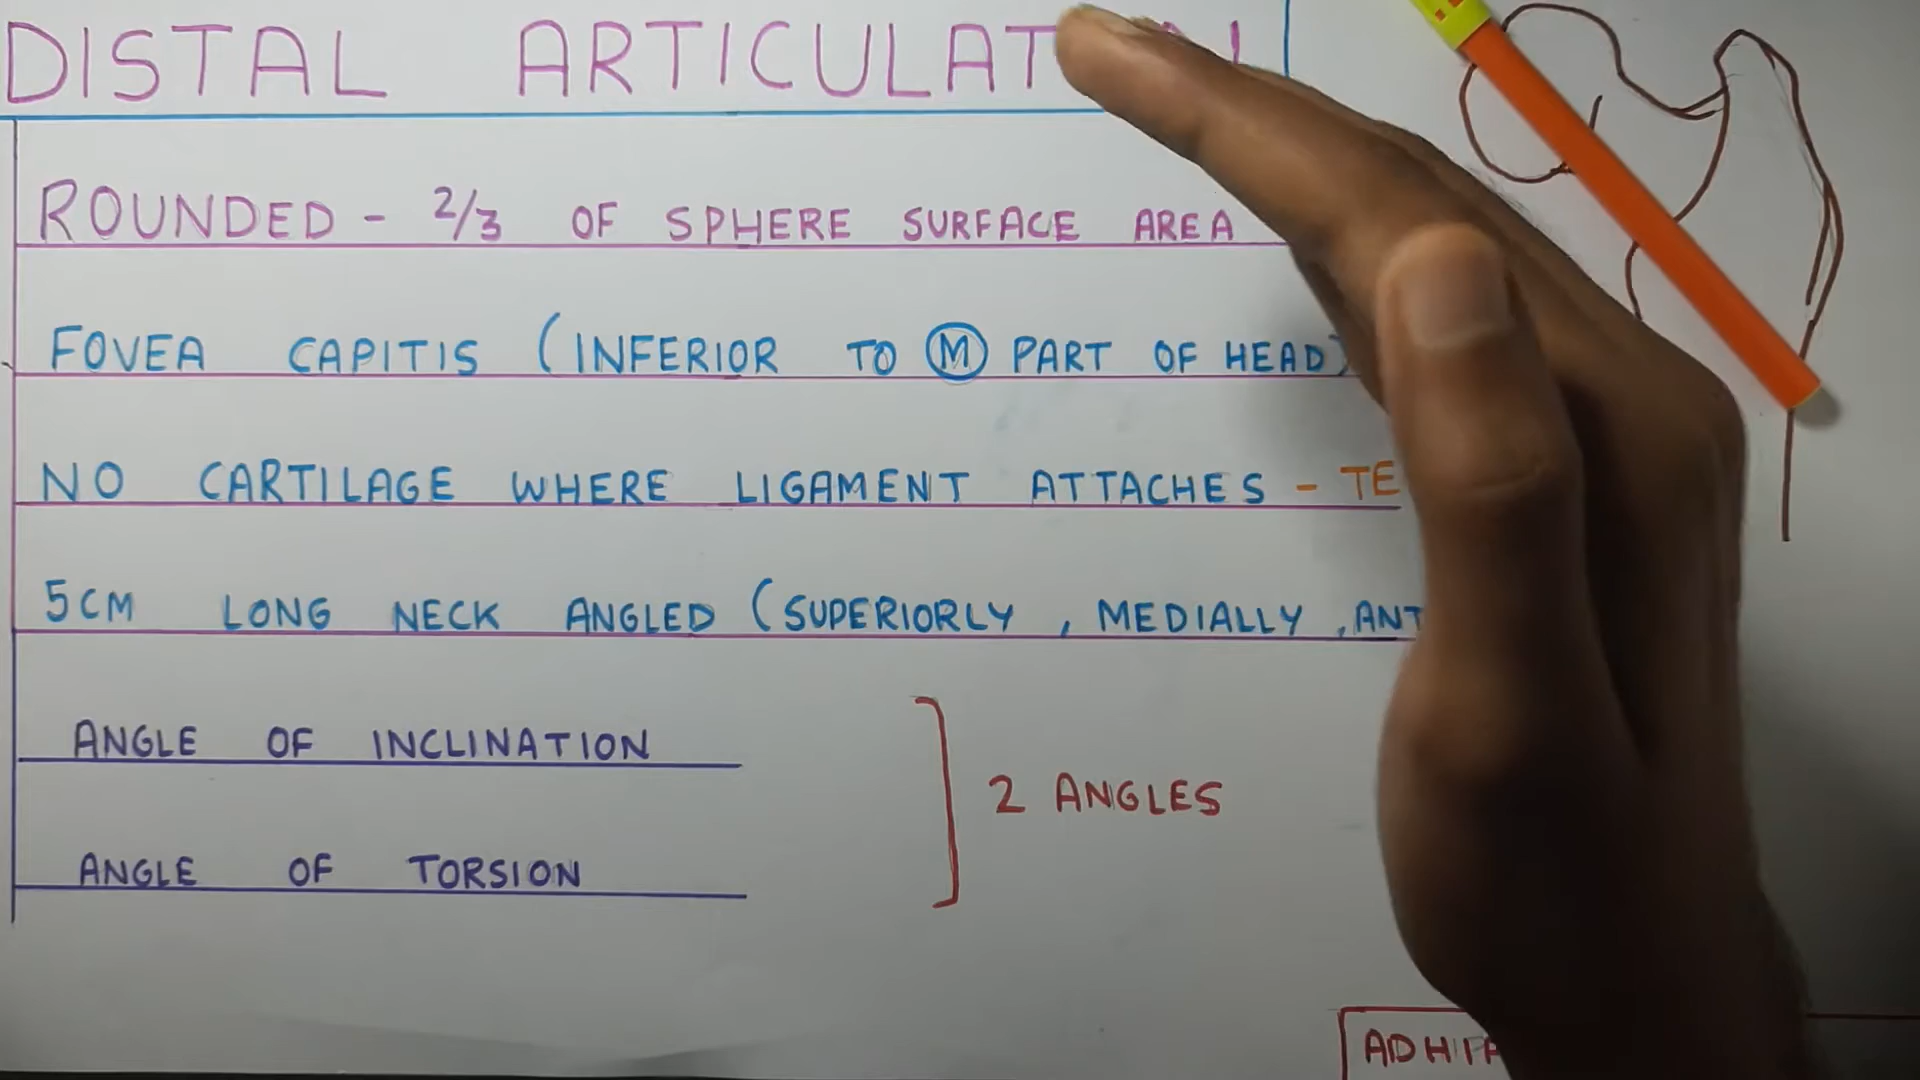 DISTAL ARTICULAT
ROUNDED - 2/3 OF SPHERE SURFACE AREA
FOVEA CAPITIS (INFERIOR TO M PART OF HEAD)
NO CARTILAGE WHERE LIGAMENT ATTACHES - TE
5CM LONG NECK ANGLED (SUPERIORLY, MEDIALLY, ANT
ANGLE OF INCLINATION
2 ANGLES
ANGLE OF TORSION